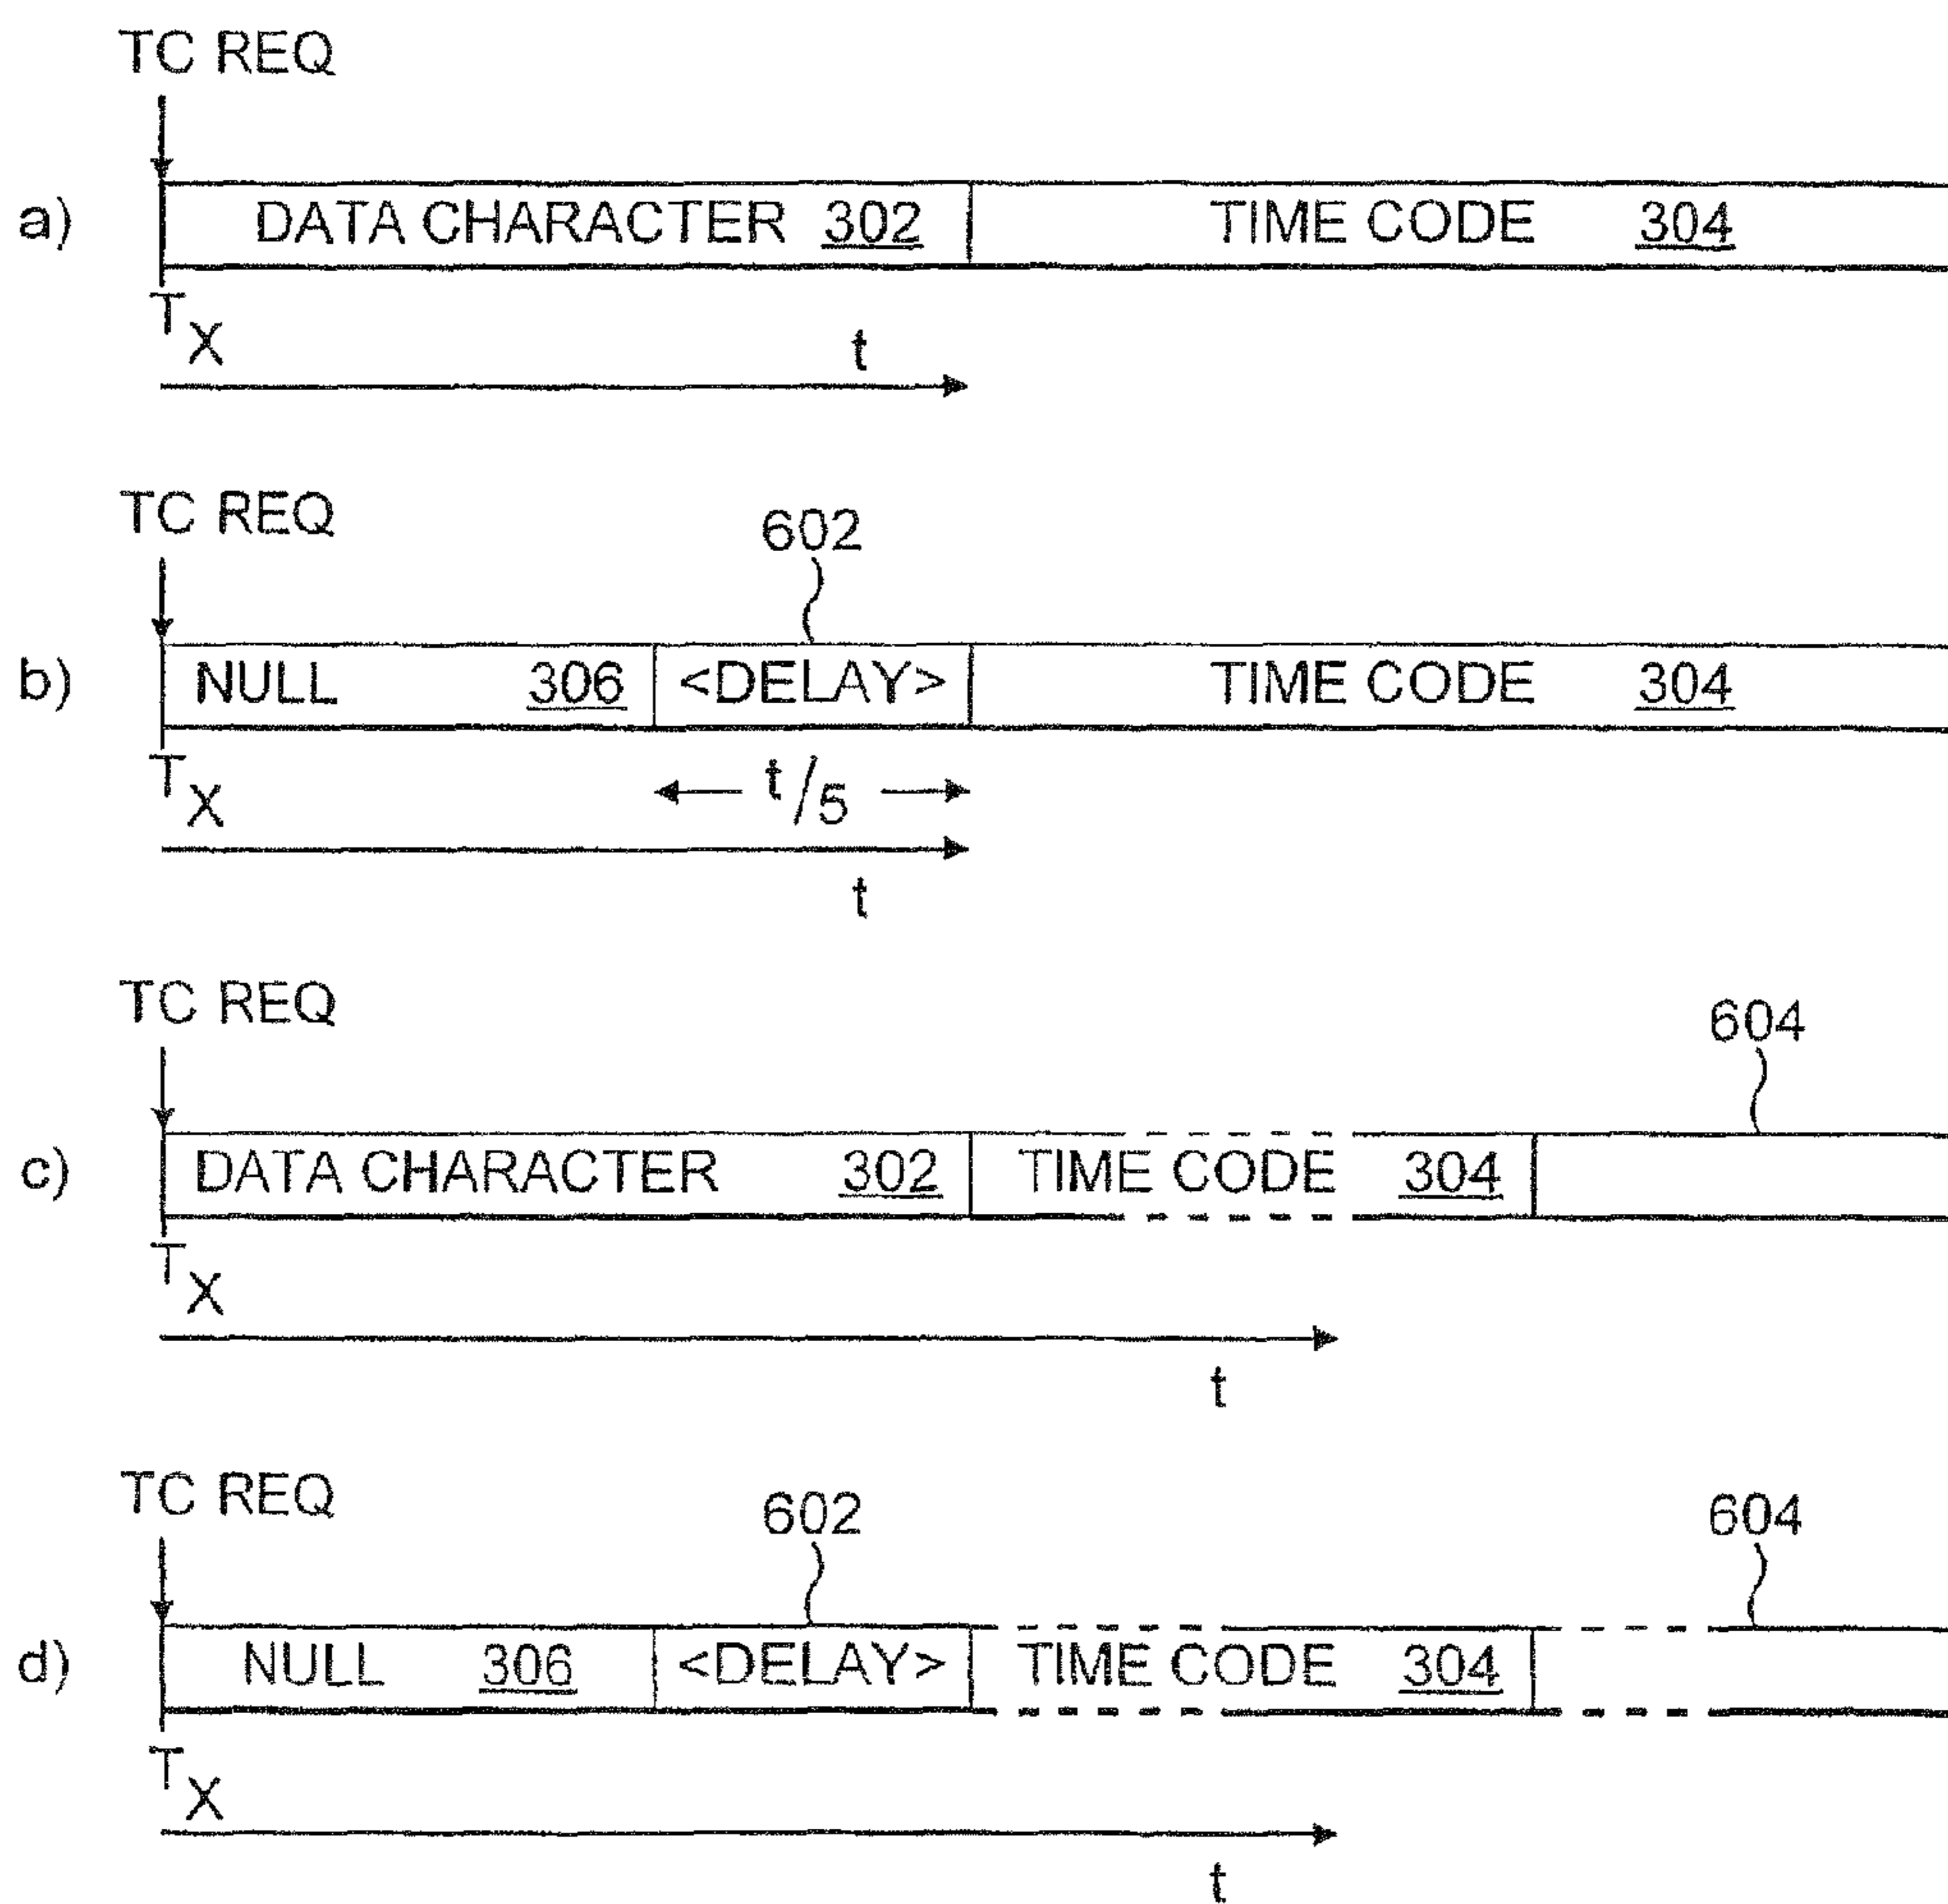 TC REQ
a) DATA CHARACTER 302 TIME CODE 304
TX
t
TC REQ
602
b) NULL 306 <DELAY> TIME CODE 304
TX
t/5
t
TC REQ
604
c) DATA CHARACTER 302 TIME CODE 304
TX
t
TC REQ
602
604
d) NULL 306 <DELAY> TIME CODE 304
TX
t